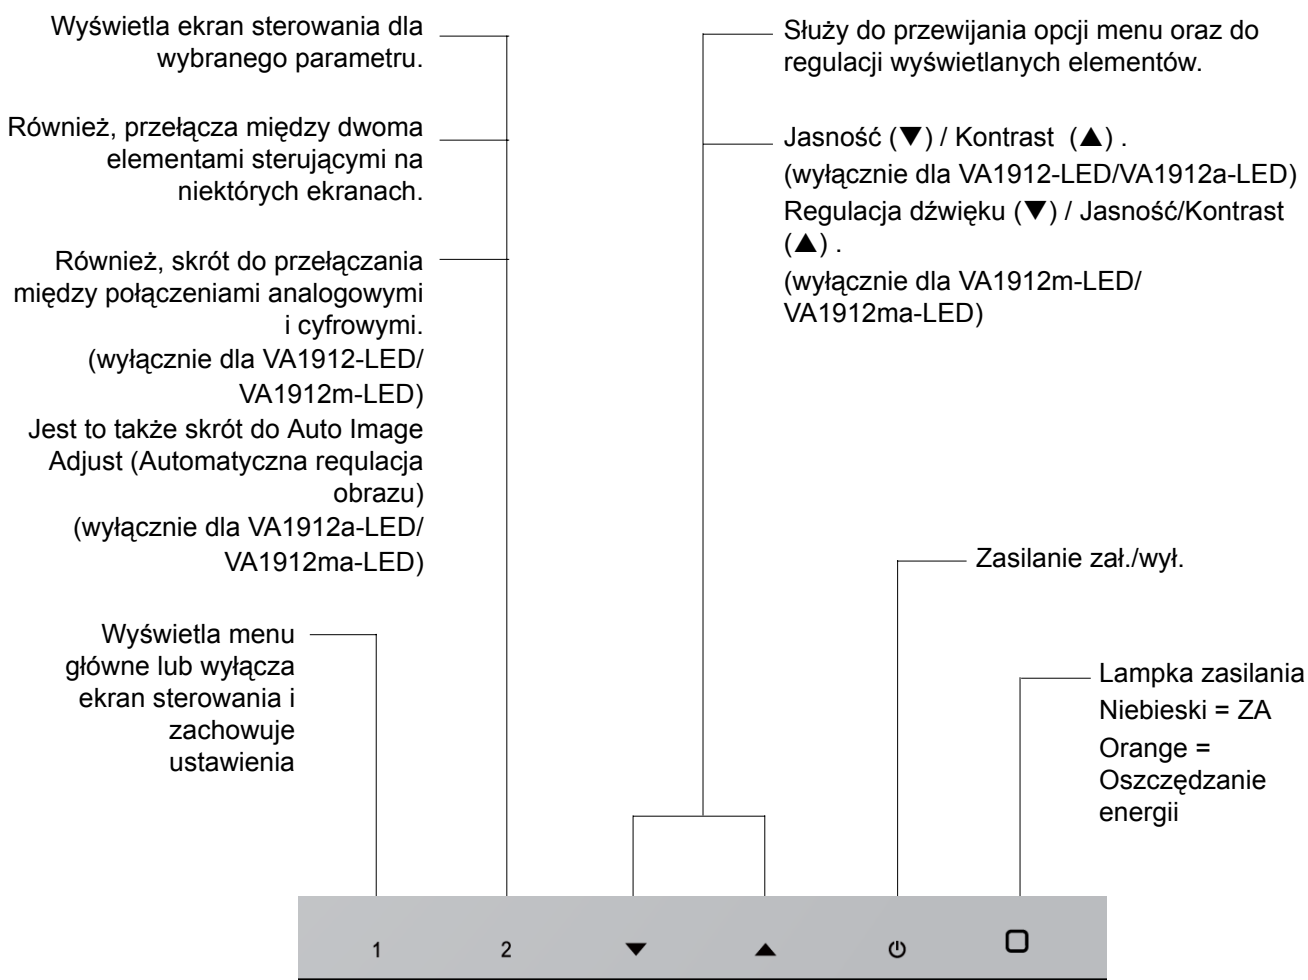 Wyświetla ekran sterowania dla
wybranego parametru.
Również, przełącza między dwoma
elementami sterującymi na
niektórych ekranach.
Również, skrót do przełączania
między połączeniami analogowymi
i cyfrowymi.
(wyłącznie dla VA1912-LED/
VA1912m-LED)
Jest to także skrót do Auto Image
Adjust (Automatyczna requlacja
obrazu)
(wyłącznie dla VA1912a-LED/
VA1912ma-LED)
Wyświetla menu
główne lub wyłącza
ekran sterowania i
zachowuje
ustawienia
Służy do przewijania opcji menu oraz do
regulacji wyświetlanych elementów.
Jasność (▼) / Kontrast (▲) .
(wyłącznie dla VA1912-LED/VA1912a-LED)
Regulacja dźwięku (▼) / Jasność/Kontrast
(▲) .
(wyłącznie dla VA1912m-LED/
VA1912ma-LED)
Zasilanie zał./wył.
Lampka zasilania
Niebieski = ZA
Orange =
Oszczędzanie
energii
1 2 ▼ ▲